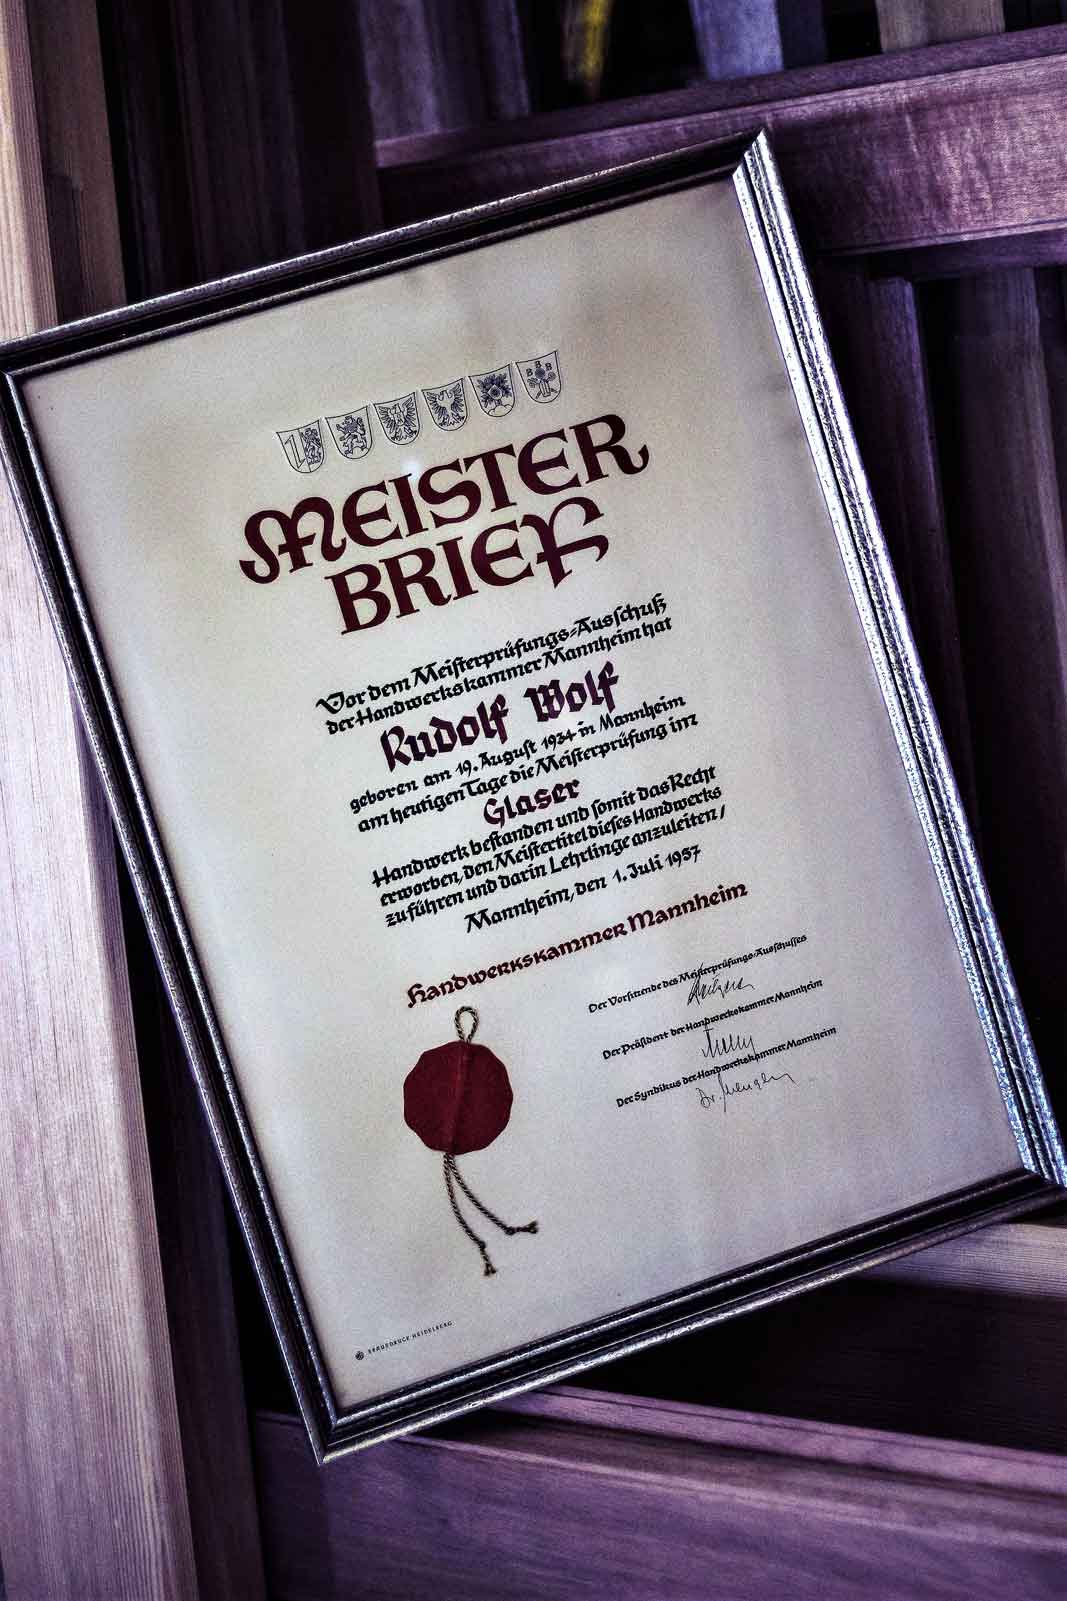 MEISTER
BRIEF
Vor dem Meisterprüfungs-Ausschuß
der Handwerkskammer Mannheim hat
Rudolf Wolf
geboren am 19. August 1934 in Mannheim
am heutigen Tage die Meisterprüfung im
Glaser
Handwerk bestanden und somit das Recht
erworben, den Meistertitel dieses Handwerks
zu führen und darin Lehrlinge anzuleiten/
Mannheim, den 1. Juli 1957
Handwerkskammer Mannheim
Der Vorsitzende des Meisterprüfungs-Ausschusses
Der Präsident der Handwerkskammer Mannheim
Der Syndikus der Handwerkskammer Mannheim
Dr.
BRAUSDRUCK HEIDELBERG